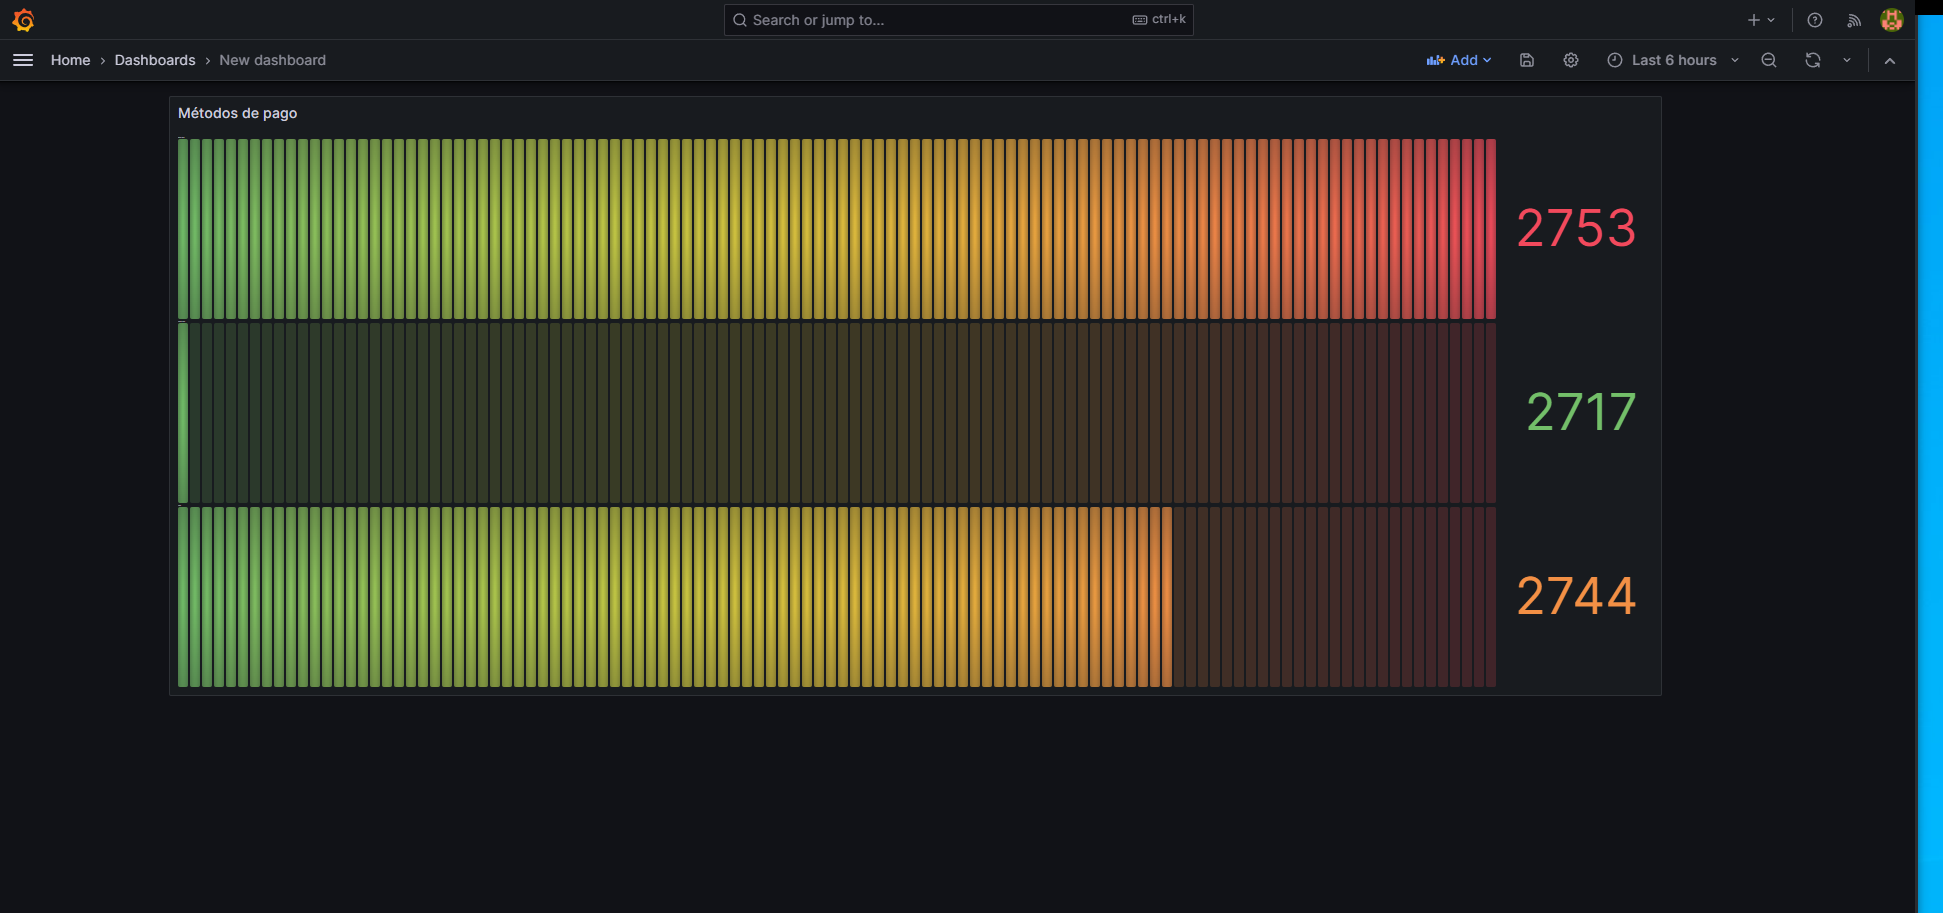 Search or jump to...
ctrl+k
Home › Dashboards › New dashboard
Add
Last 6 hours
Métodos de pago
2753
2717
2744